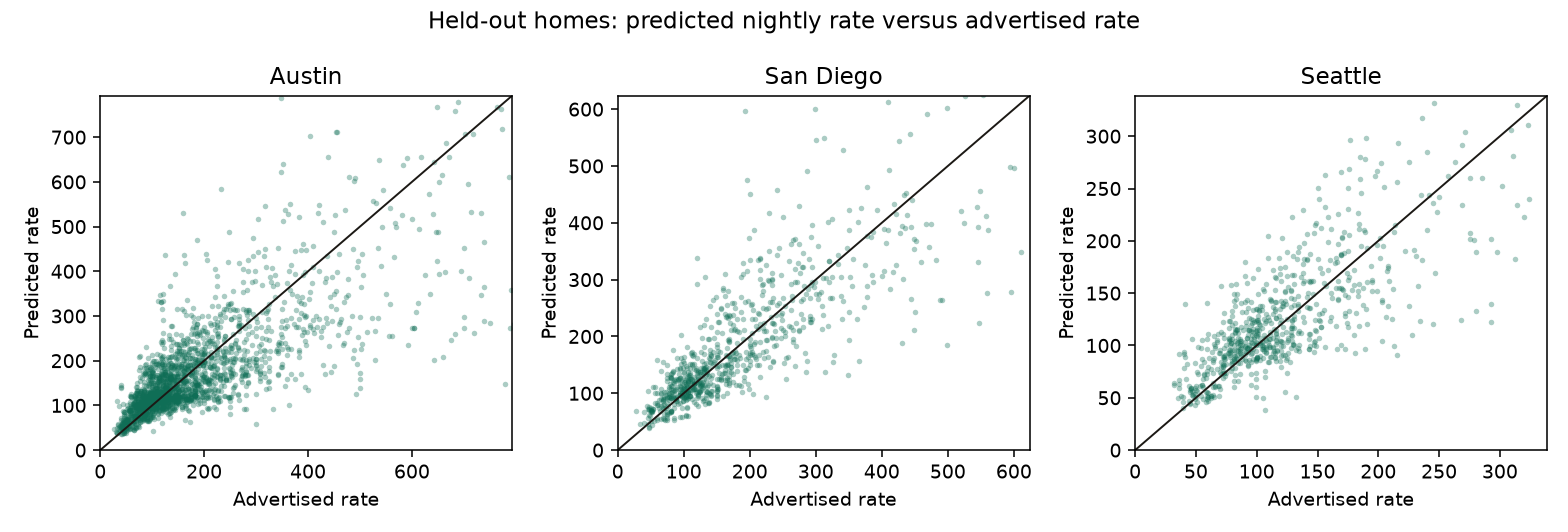 Held-out homes: predicted nightly rate versus advertised rate
Austin
Predicted rate
700
600
500
400
300
200
100
0
0 200 400 600
Advertised rate
San Diego
Predicted rate
600
500
400
300
200
100
0
0 100 200 300 400 500 600
Advertised rate
Seattle
Predicted rate
300
250
200
150
100
50
0
0 50 100 150 200 250 300
Advertised rate